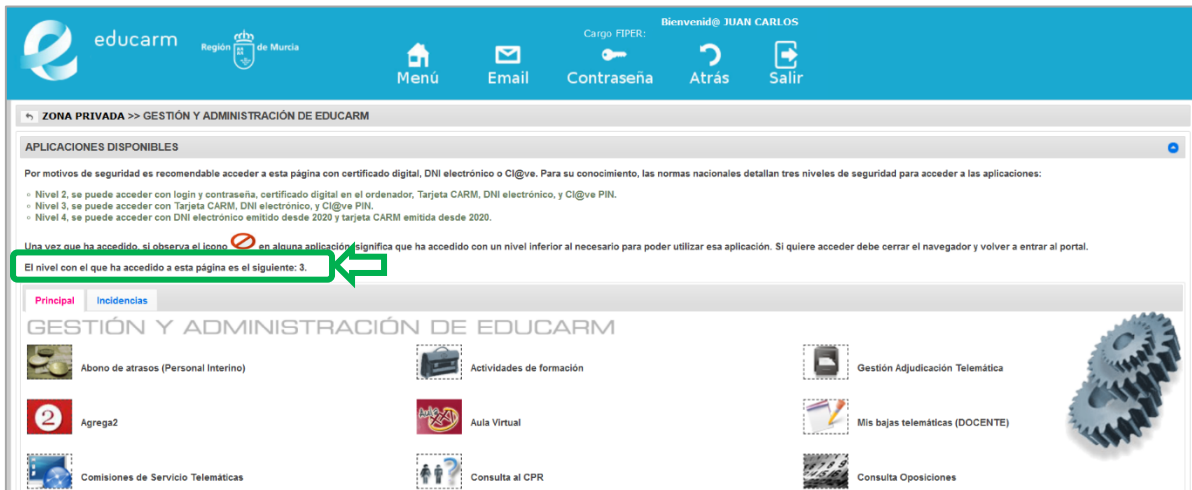 Bienvenid@ JUAN CARLOS
Cargo FIPER:
educarm
Región de Murcia
Menú Email Contraseña Atrás Salir
ZONA PRIVADA >> GESTIÓN Y ADMINISTRACIÓN DE EDUCARM
APLICACIONES DISPONIBLES
Por motivos de seguridad es recomendable acceder a esta página con certificado digital, DNI electrónico o Cl@ve. Para su conocimiento, las normas nacionales detallan tres niveles de seguridad para acceder a las aplicaciones:
» Nivel 2, se puede acceder con login y contraseña, certificado digital en el ordenador, Tarjeta CARM, DNI electrónico, y Cl@ve PIN.
» Nivel 3, se puede acceder con Tarjeta CARM, DNI electrónico, y Cl@ve PIN.
» Nivel 4, se puede acceder con DNI electrónico emitido desde 2020 y tarjeta CARM emitida desde 2020.
Una vez que ha accedido, si observa el icono en alguna aplicación, significa que ha accedido con un nivel inferior al necesario para poder utilizar esa aplicación. Si quiere acceder debe cerrar el navegador y volver a entrar al portal.
El nivel con el que ha accedido a esta página es el siguiente: 3.
Principal Incidencias
GESTIÓN Y ADMINISTRACIÓN DE EDUCARM
Abono de atrasos (Personal Interino) Actividades de formación Gestión Adjudicación Telemática
2 Agrega2 Aula XXI Aula Virtual Mis bajas telemáticas (DOCENTE)
Comisiones de Servicio Telemáticas Consulta al CPR Consulta Oposiciones